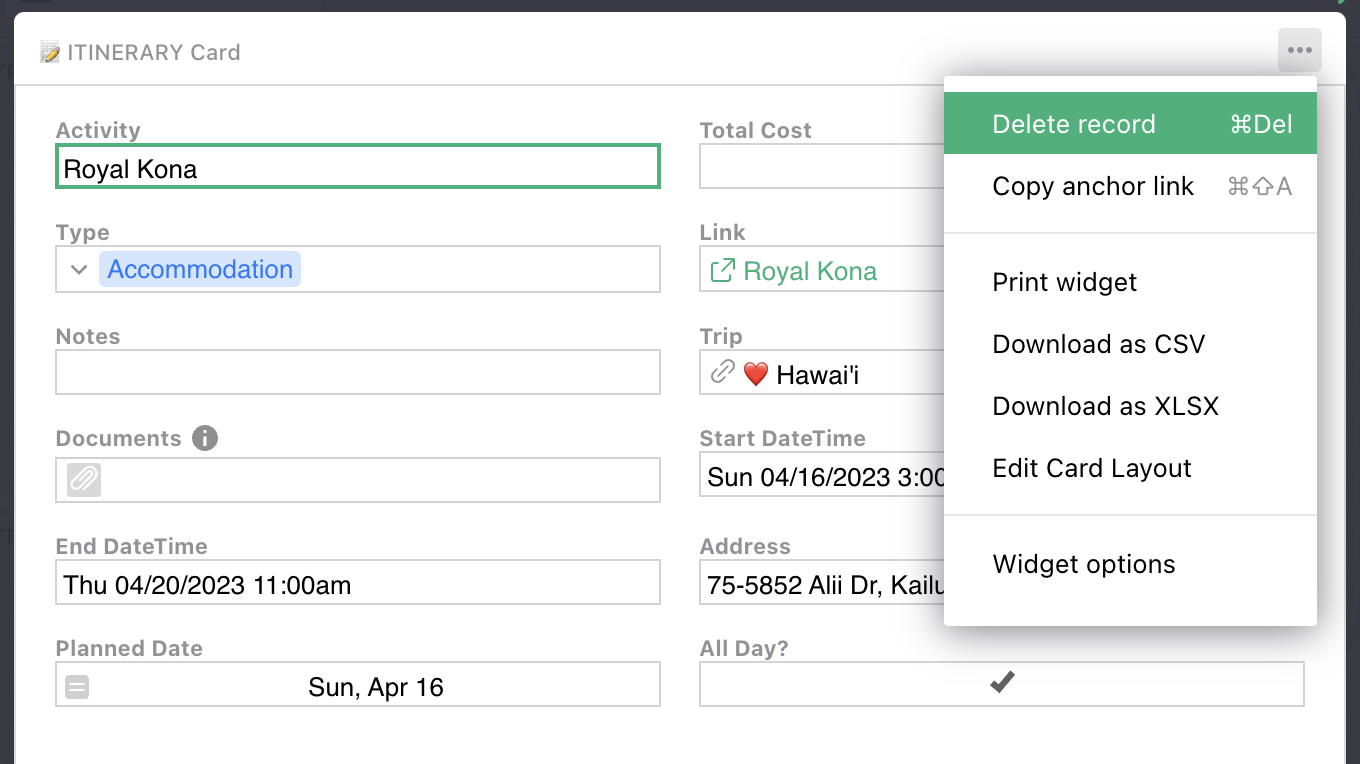 📝 ITINERARY Card
•••
Delete record ⌘Del
Copy anchor link ⌘⇧A
Print widget
Download as CSV
Download as XLSX
Edit Card Layout
Widget options
Activity
Royal Kona
Total Cost
Type
Accommodation
Link
Royal Kona
Notes
Trip
❤️ Hawai'i
Documents
Start DateTime
Sun 04/16/2023 3:00
End DateTime
Thu 04/20/2023 11:00am
Address
75-5852 Alii Dr,
Planned Date
Sun, Apr 16
All Day?